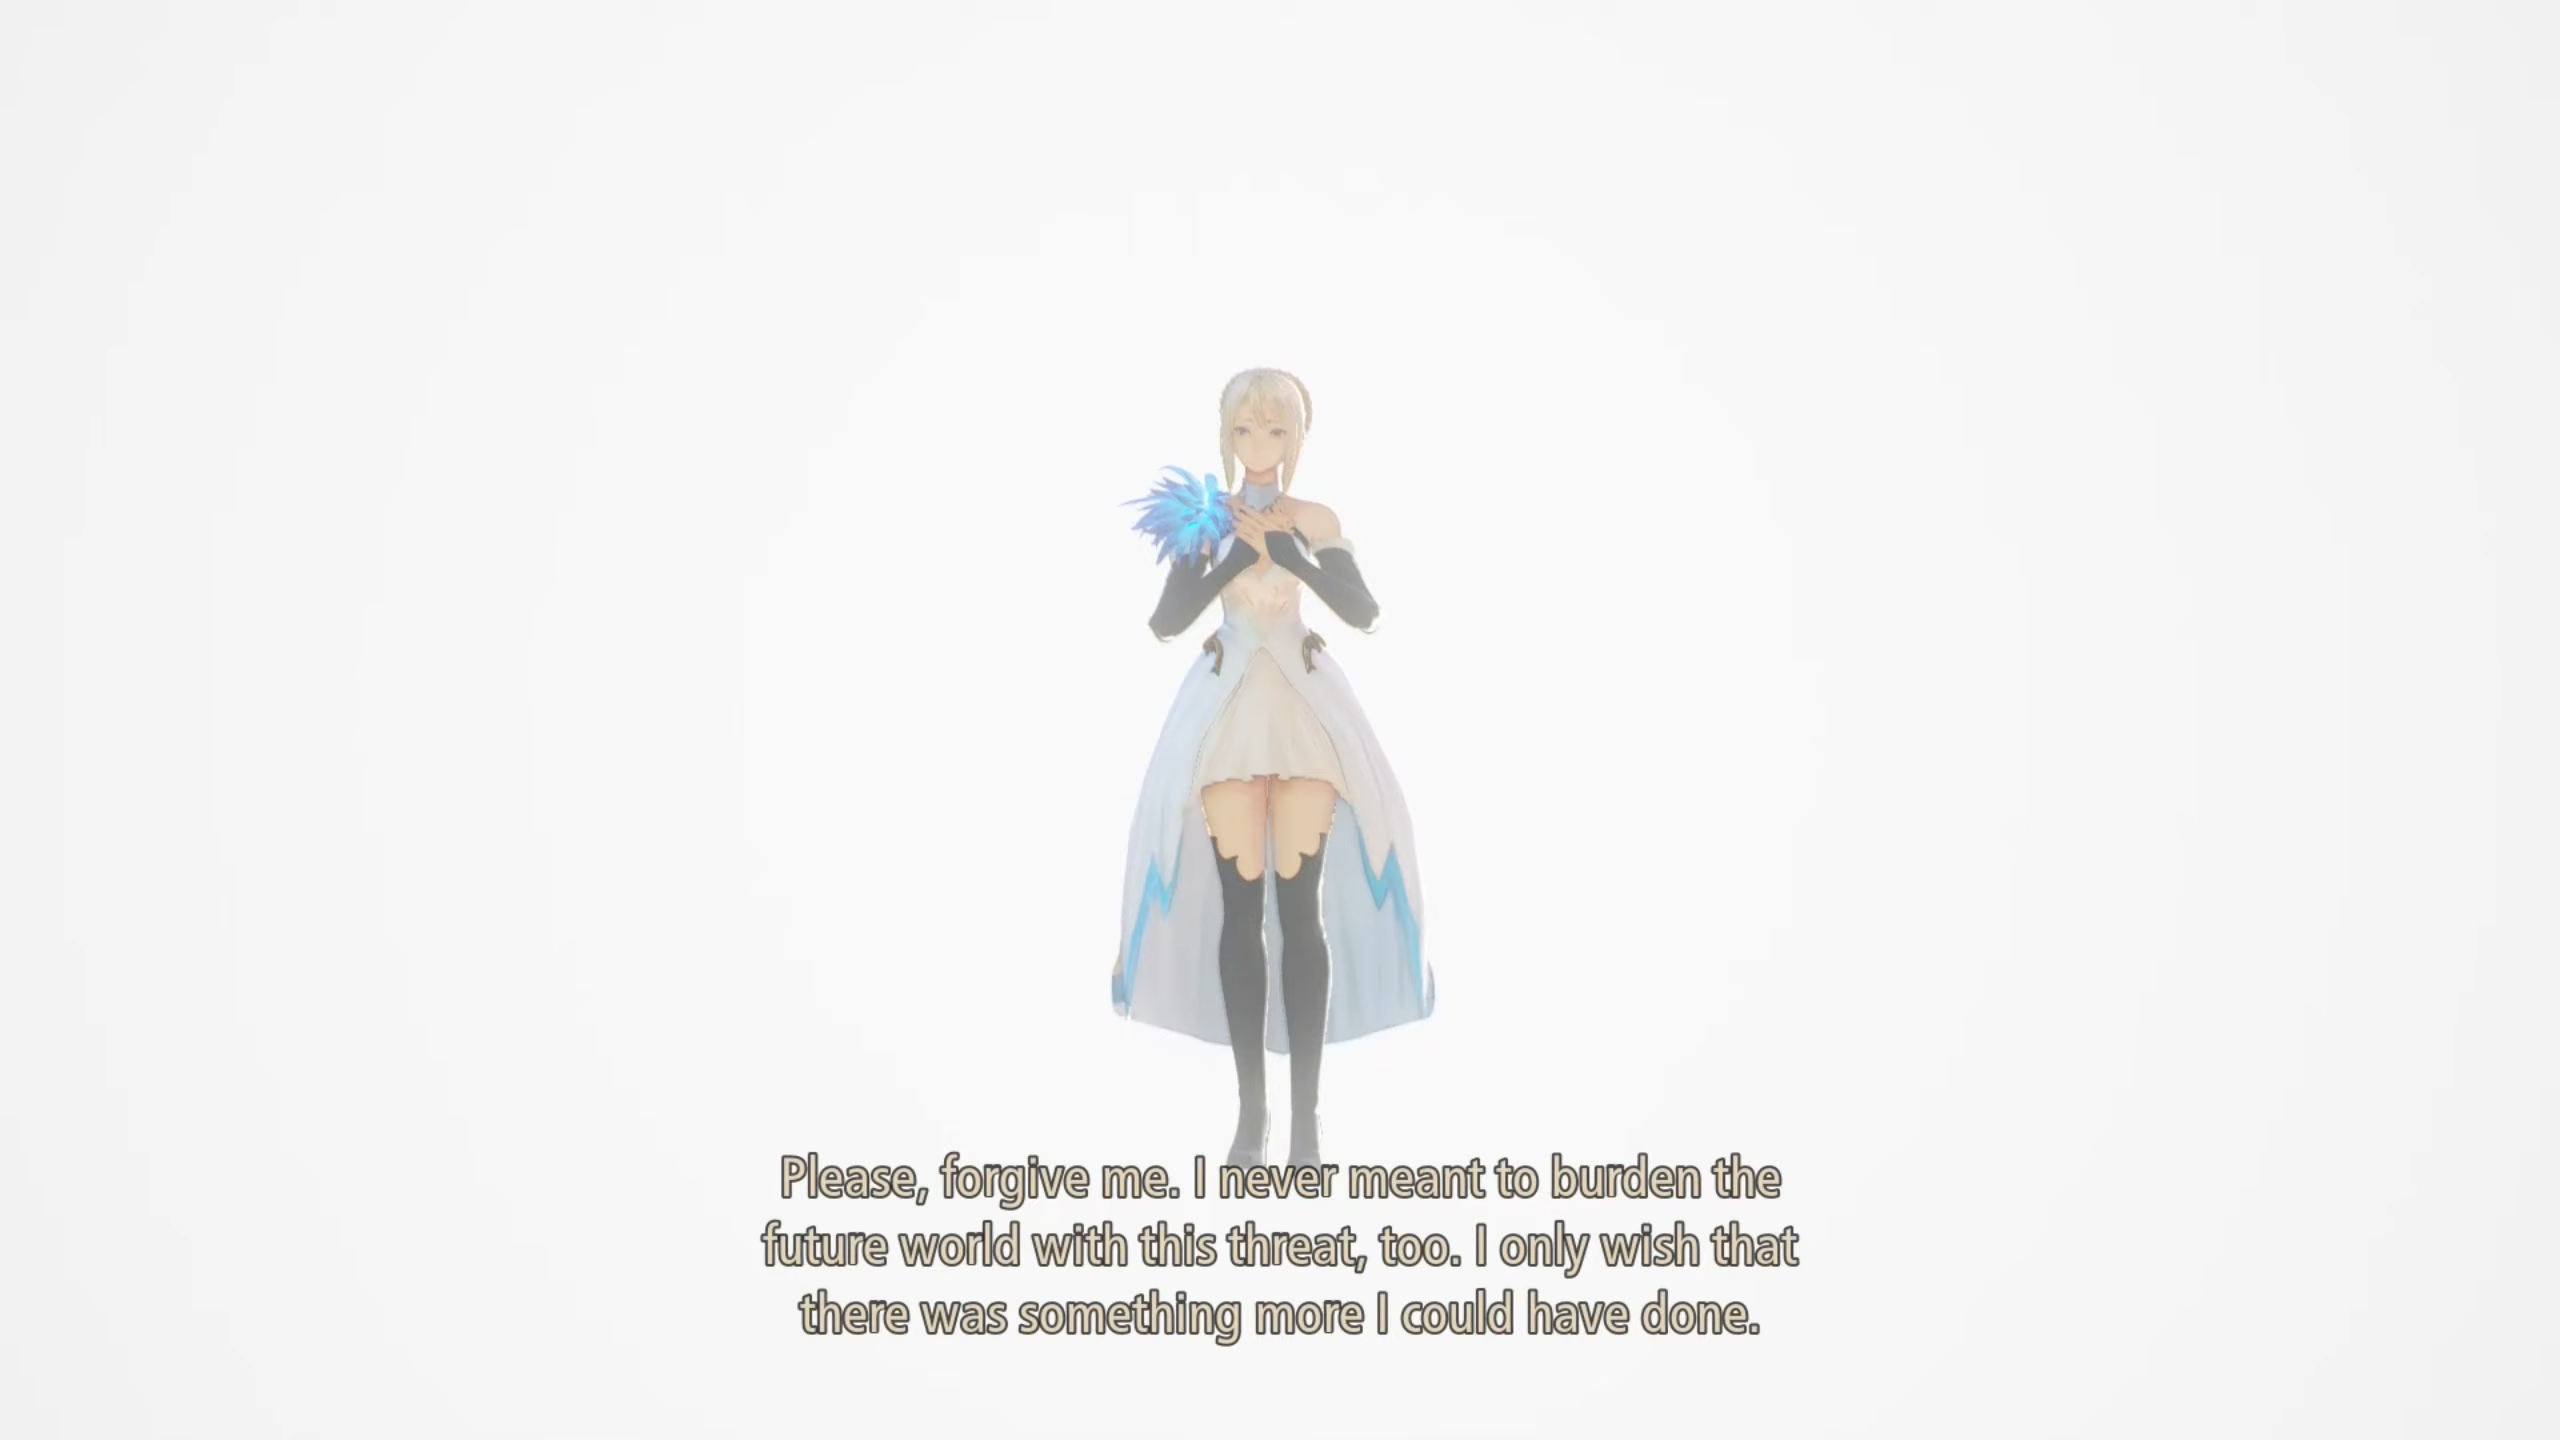 Please, forgive me. I never meant to burden the
future world with this threat, too. I only wish that
there was something more I could have done.